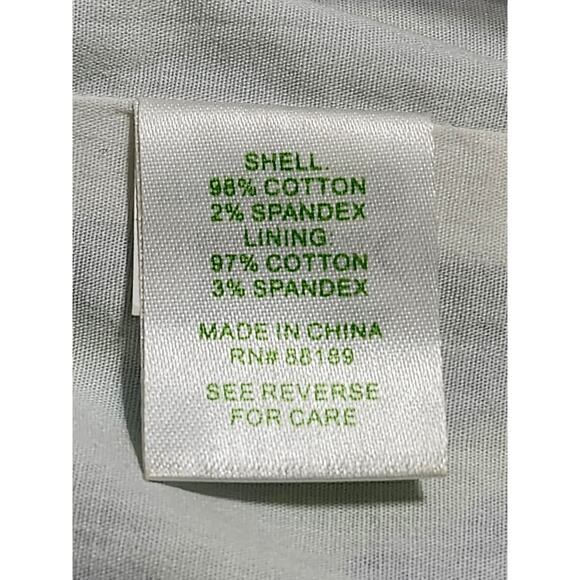 SHELL.
98% COTTON
2% SPANDEX
LINING.
97% COTTON
3% SPANDEX
MADE IN CHINA
RN# 88199
SEE REVERSE
FOR CARE